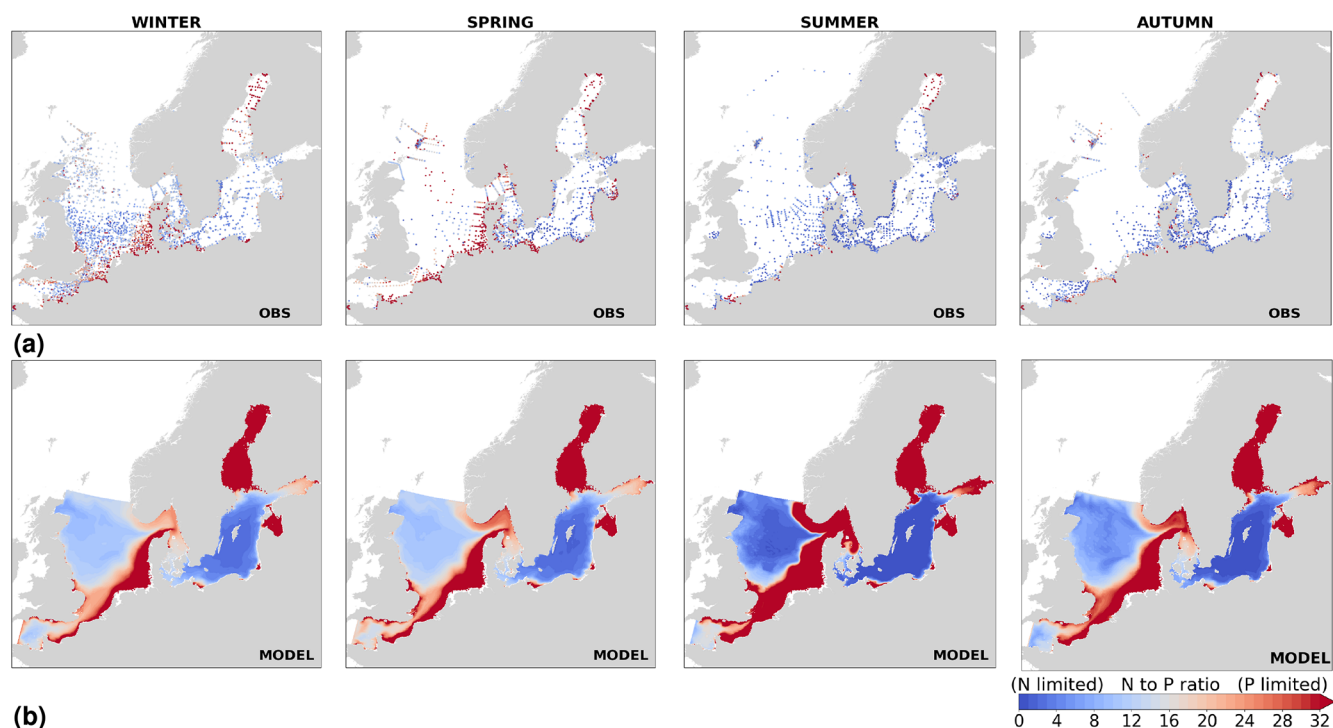 WINTER SPRING SUMMER AUTUMN
OBS OBS OBS OBS
(a)
MODEL MODEL MODEL MODEL
(N limited) N to P ratio (P limited)
0 4 8 12 16 20 24 28 32
(b)